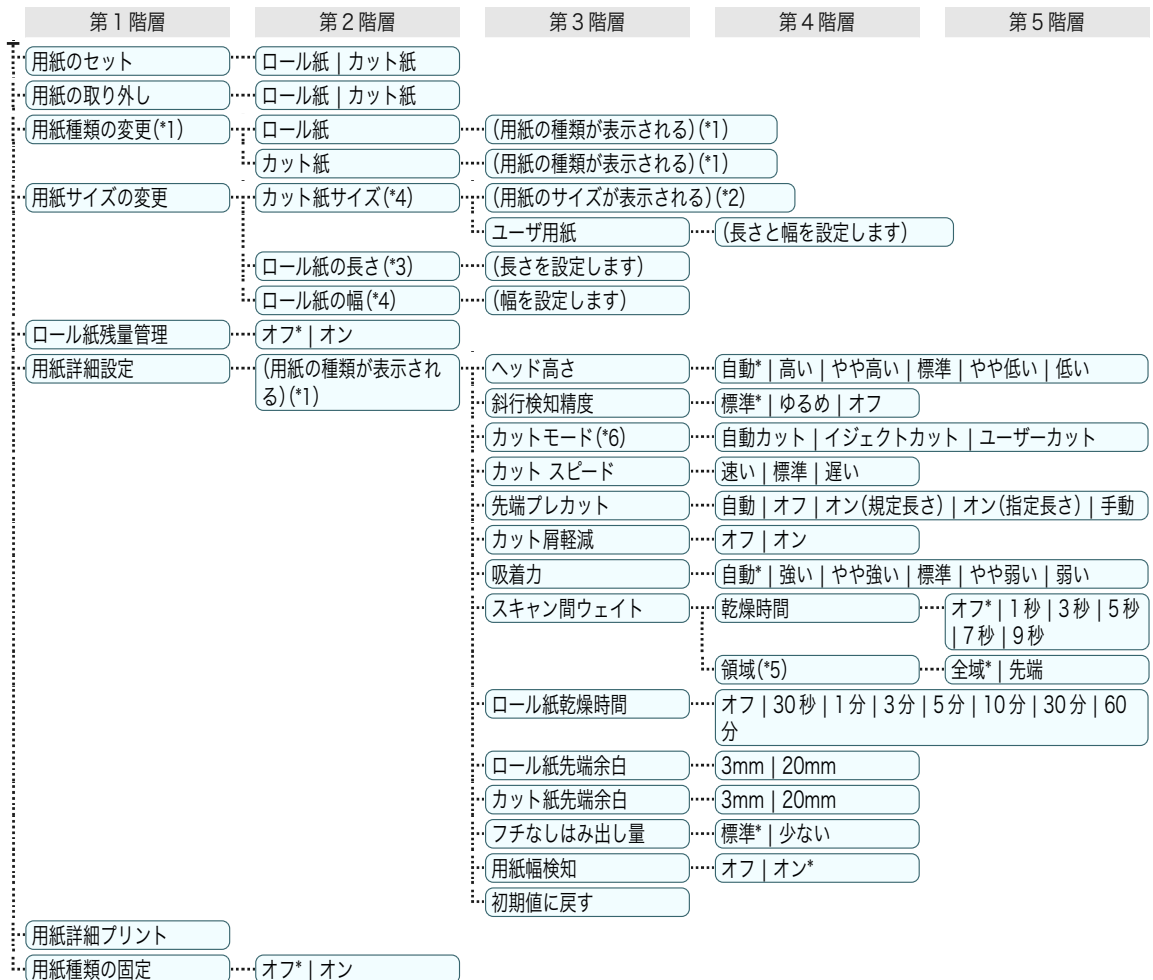 第1階層 第2階層 第3階層 第4階層 第5階層
用紙のセット ロール紙 | カット紙
用紙の取り外し ロール紙 | カット紙
用紙種類の変更(*1) ロール紙 (用紙の種類が表示される)(*1)
カット紙 (用紙の種類が表示される)(*1)
用紙サイズの変更 カット紙サイズ(*4) (用紙のサイズが表示される)(*2)
ユーザ用紙 (長さと幅を設定します)
ロール紙の長さ(*3) (長さを設定します)
ロール紙の幅(*4) (幅を設定します)
ロール紙残量管理 オフ* | オン
用紙詳細設定 (用紙の種類が表示され
る)(*1)
ヘッド高さ 自動* | 高い | やや高い | 標準 | やや低い | 低い
斜行検知精度 標準* | ゆるめ | オフ
カットモード(*6) 自動カット | イジェクトカット | ユーザーカット
カット スピード 速い | 標準 | 遅い
先端プレカット 自動 | オフ | オン(規定長さ) | オン(指定長さ) | 手動
カット屑軽減 オフ | オン
吸着力 自動* | 強い | やや強い | 標準 | やや弱い | 弱い
スキャン間ウェイト 乾燥時間 オフ* | 1秒 | 3秒 | 5秒
| 7秒 | 9秒
領域(*5) 全域* | 先端
ロール紙乾燥時間 オフ | 30秒 | 1分 | 3分 | 5分 | 10分 | 30分 | 60
分
ロール紙先端余白 3mm | 20mm
カット紙先端余白 3mm | 20mm
フチなしはみ出し量 標準* | 少ない
用紙幅検知 オフ | オン*
初期値に戻す
用紙詳細プリント
用紙種類の固定 オフ* | オン